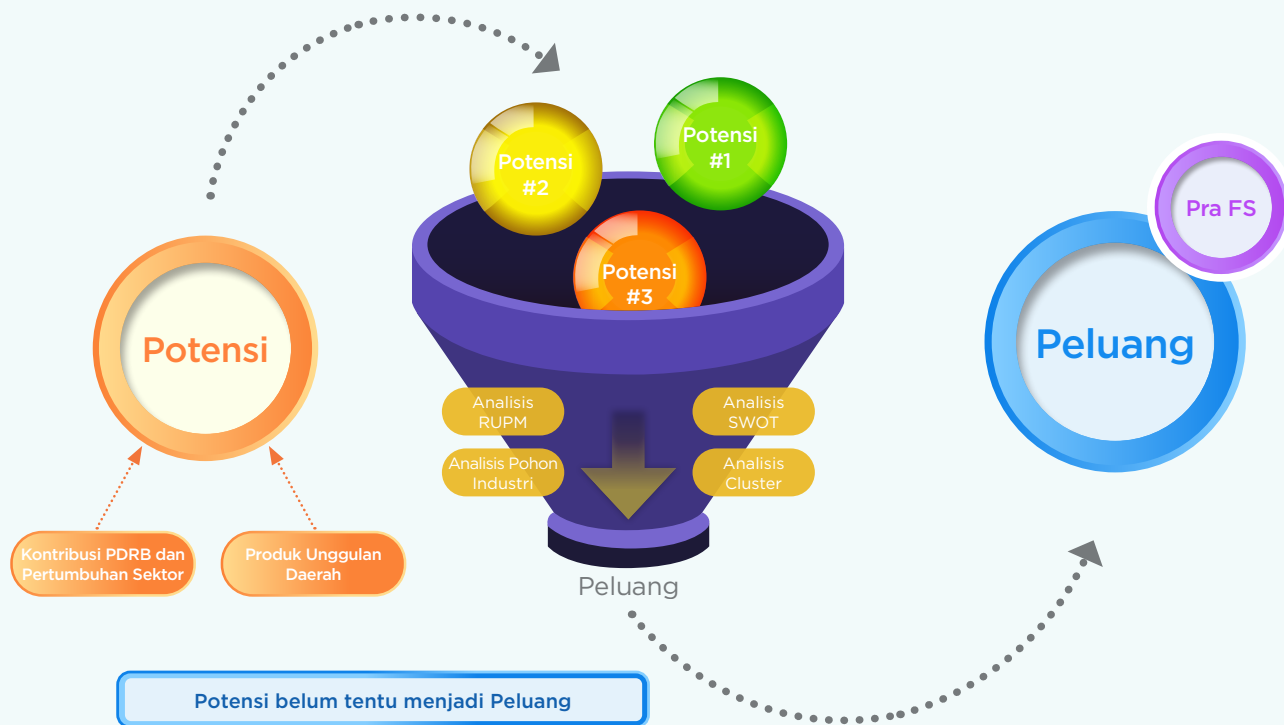 Potensi
Kontribusi PDRB dan
Pertumbuhan Sektor
Produk Unggulan
Daerah
Potensi
#2
Potensi
#1
Potensi
#3
Analisis
RUPM
Analisis
SWOT
Analisis Pohon
Industri
Analisis
Cluster
Peluang
Peluang
Pra FS
Potensi belum tentu menjadi Peluang